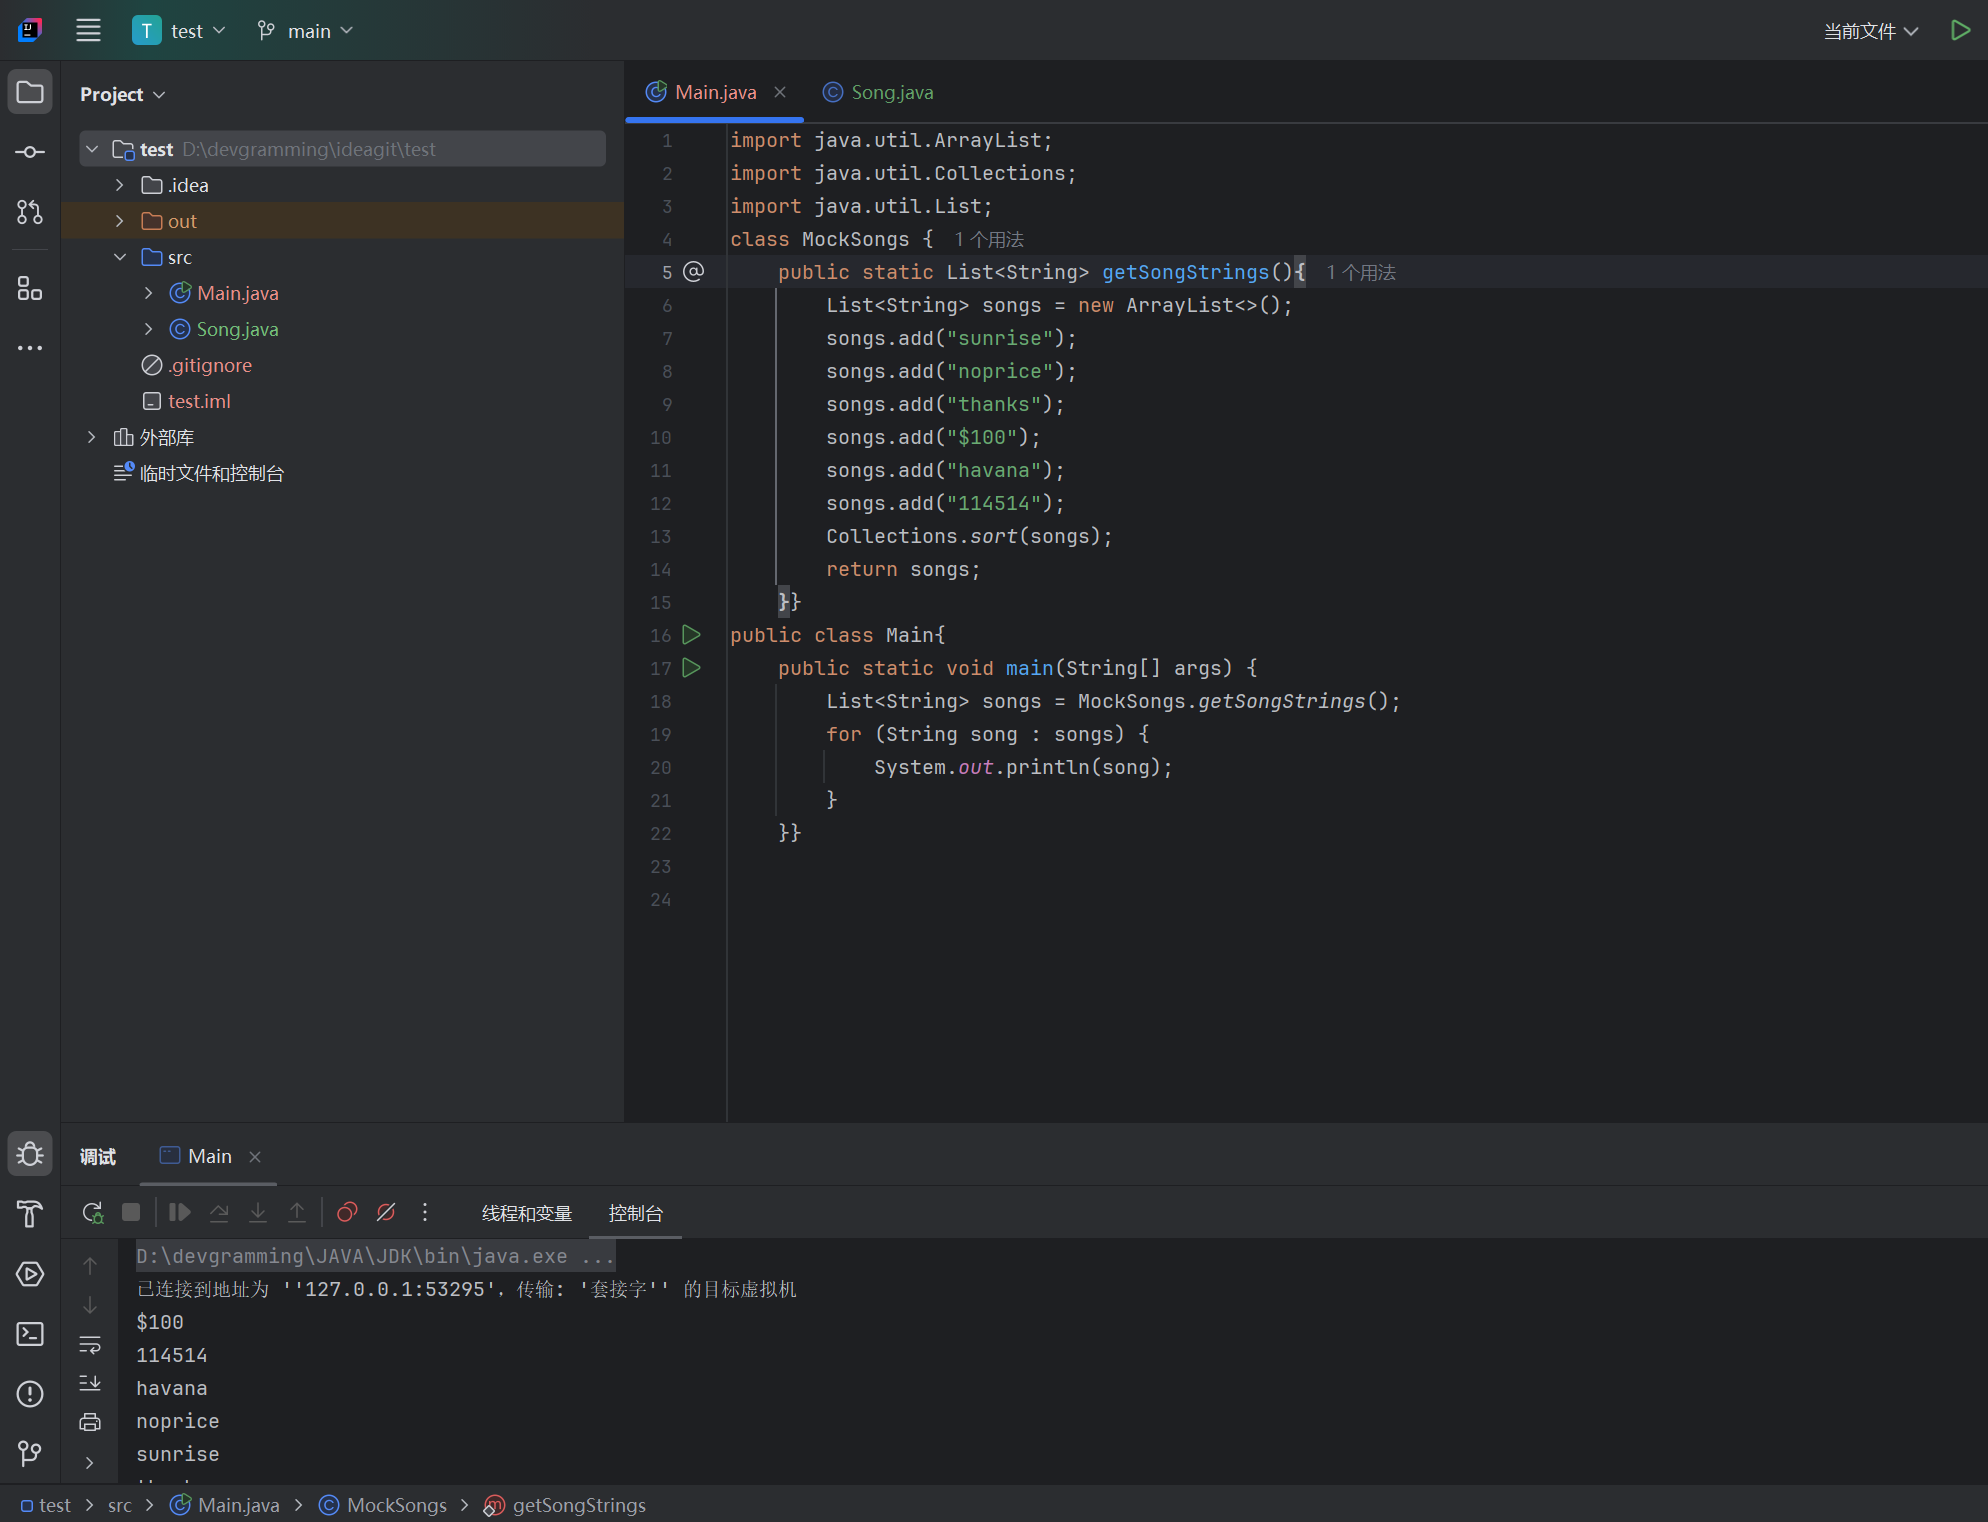 T test main 当前文件
Project
test D:\devgramming\ideagit\test
.idea
out
src
Main.java
Song.java
.gitignore
test.iml
外部库
临时文件和控制台
Main.java Song.java
1 import java.util.ArrayList;
2 import java.util.Collections;
3 import java.util.List;
4 class MockSongs { 1 个用法
5 @ public static List<String> getSongStrings(){ 1 个用法
6 List<String> songs = new ArrayList<>();
7 songs.add("sunrise");
8 songs.add("noprice");
9 songs.add("thanks");
10 songs.add("$100");
11 songs.add("havana");
12 songs.add("114514");
13 Collections.sort(songs);
14 return songs;
15 }}
16 public class Main{
17 public static void main(String[] args) {
18 List<String> songs = MockSongs.getSongStrings();
19 for (String song : songs) {
20 System.out.println(song);
21 }
22 }}
23
24
调试 Main
线程和变量 控制台
D:\devgramming\JAVA\JDK\bin\java.exe ...
已连接到地址为 ''127.0.0.1:53295'，传输: '套接字'' 的目标虚拟机
$100
114514
havana
noprice
sunrise
test > src > Main.java > MockSongs > getSongStrings